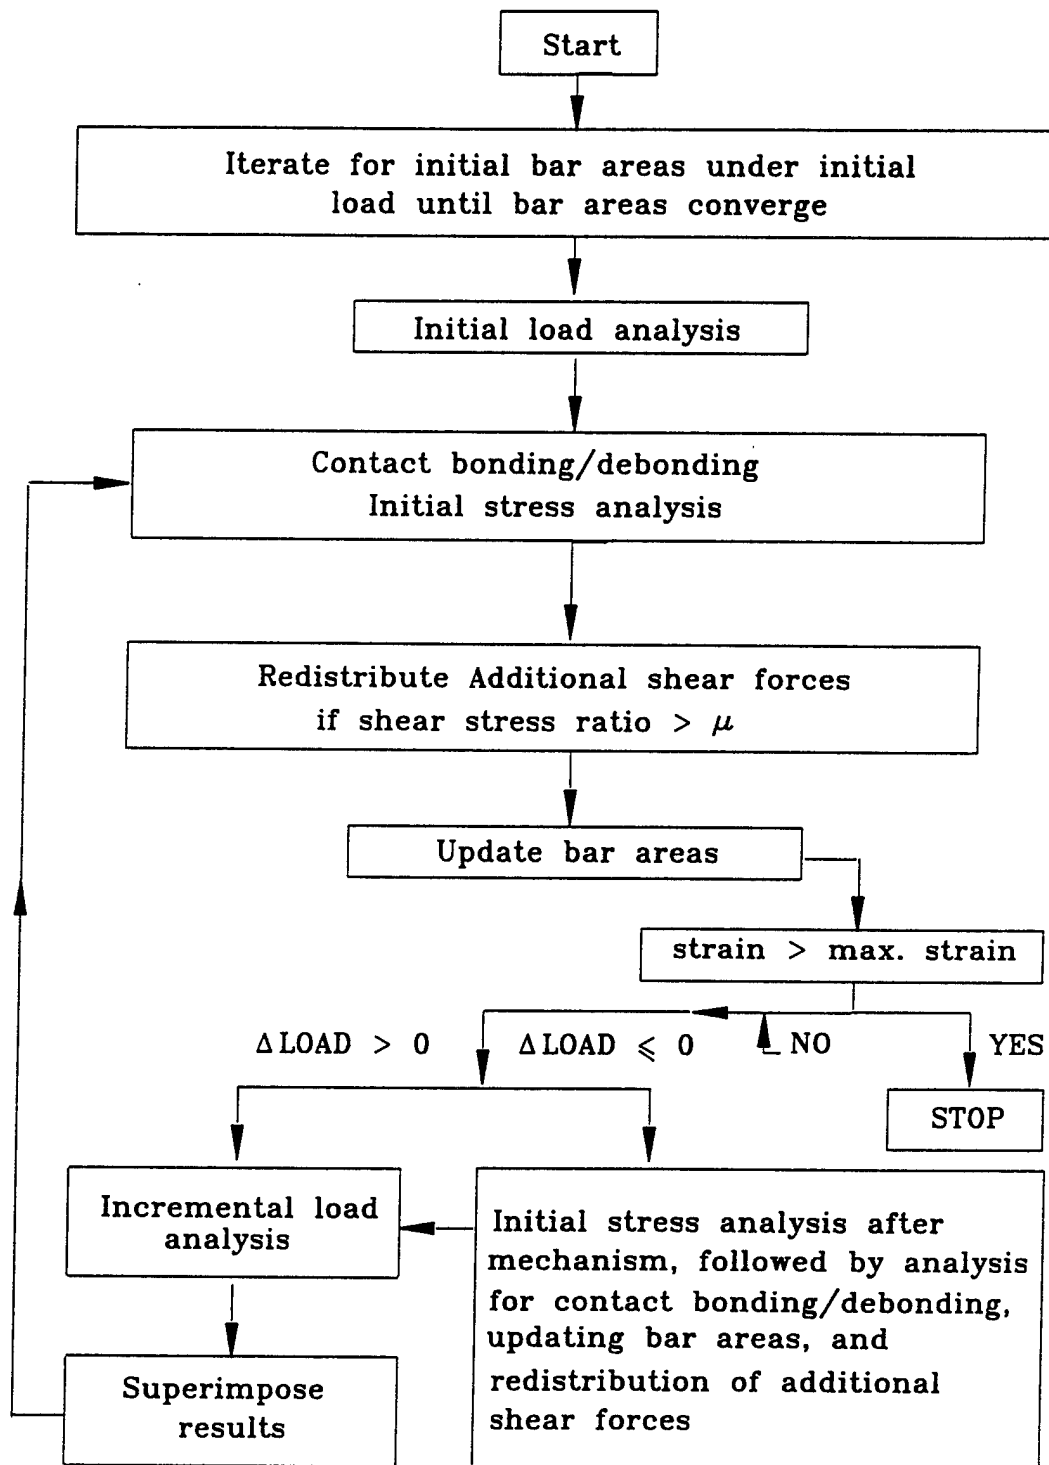 Start
Iterate for initial bar areas under initial
load until bar areas converge
Initial load analysis
Contact bonding/debonding
Initial stress analysis
Redistribute Additional shear forces
if shear stress ratio > μ
Update bar areas
strain > max. strain
ΔLOAD > 0
ΔLOAD ⩽ 0
NO
YES
STOP
Incremental load
analysis
Initial stress analysis after
mechanism, followed by analysis
for contact bonding/debonding,
updating bar areas, and
redistribution of additional
shear forces
Superimpose
results